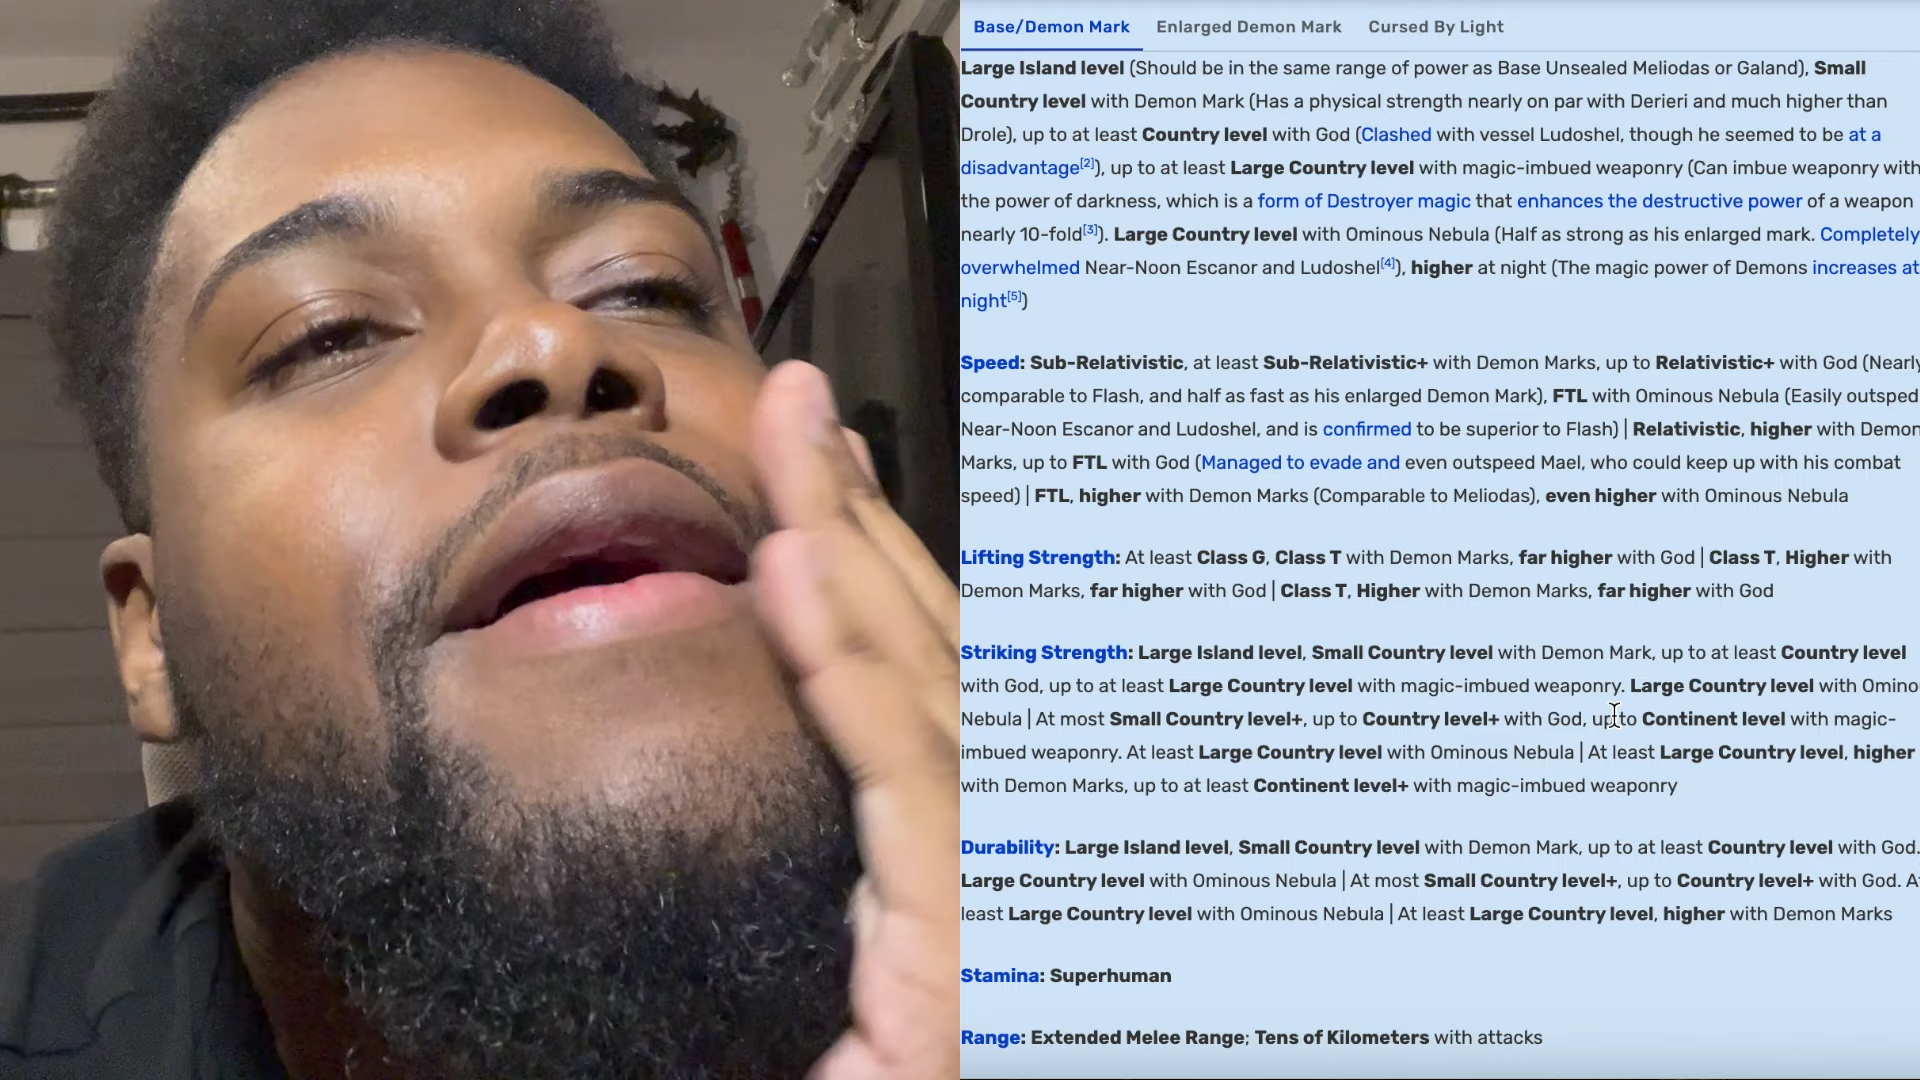 Base/Demon Mark Enlarged Demon Mark Cursed By Light
Large Island level (Should be in the same range of power as Base Unsealed Meliodas or Galand), Small
Country level with Demon Mark (Has a physical strength nearly on par with Derieri and much higher than
Drole), up to at least Country level with God (Clashed with vessel Ludoshel, though he seemed to be at a
disadvantage[2]), up to at least Large Country level with magic-imbued weaponry (Can imbue weaponry with
the power of darkness, which is a form of Destroyer magic that enhances the destructive power of a weapon
nearly 10-fold[3]). Large Country level with Ominous Nebula (Half as strong as his enlarged mark. Completely
overwhelmed Near-Noon Escanor and Ludoshel[4]), higher at night (The magic power of Demons increases at
night[5])
Speed: Sub-Relativistic, at least Sub-Relativistic+ with Demon Marks, up to Relativistic+ with God (Nearly
comparable to Flash, and half as fast as his enlarged Demon Mark), FTL with Ominous Nebula (Easily outsped
Near-Noon Escanor and Ludoshel, and is confirmed to be superior to Flash) | Relativistic, higher with Demon
Marks, up to FTL with God (Managed to evade and even outspeed Mael, who could keep up with his combat
speed) | FTL, higher with Demon Marks (Comparable to Meliodas), even higher with Ominous Nebula
Lifting Strength: At least Class G, Class T with Demon Marks, far higher with God | Class T, Higher with
Demon Marks, far higher with God | Class T, Higher with Demon Marks, far higher with God
Striking Strength: Large Island level, Small Country level with Demon Mark, up to at least Country level
with God, up to at least Large Country level with magic-imbued weaponry. Large Country level with Omino
Nebula | At most Small Country level+, up to Country level+ with God, up to Continent level with magic-
imbued weaponry. At least Large Country level with Ominous Nebula | At least Large Country level, higher
with Demon Marks, up to at least Continent level+ with magic-imbued weaponry
Durability: Large Island level, Small Country level with Demon Mark, up to at least Country level with God.
Large Country level with Ominous Nebula | At most Small Country level+, up to Country level+ with God. At
least Large Country level with Ominous Nebula | At least Large Country level, higher with Demon Marks
Stamina: Superhuman
Range: Extended Melee Range; Tens of Kilometers with attacks